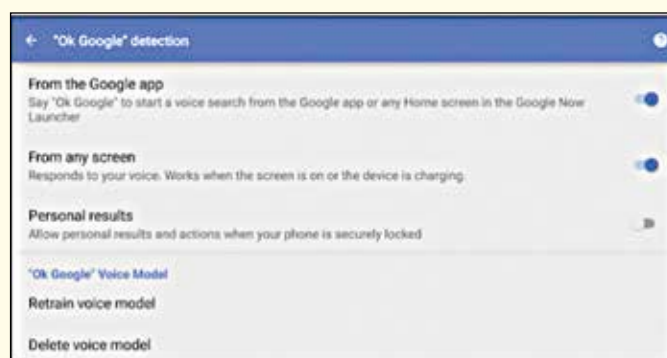 "Ok Google" detection
From the Google app
Say "Ok Google" to start a voice search from the Google app or any Home screen in the Google Now
Launcher
From any screen
Responds to your voice. Works when the screen is on or the device is charging.
Personal results
Allow personal results and actions when your phone is securely locked
"Ok Google" Voice Model
Retrain voice model
Delete voice model